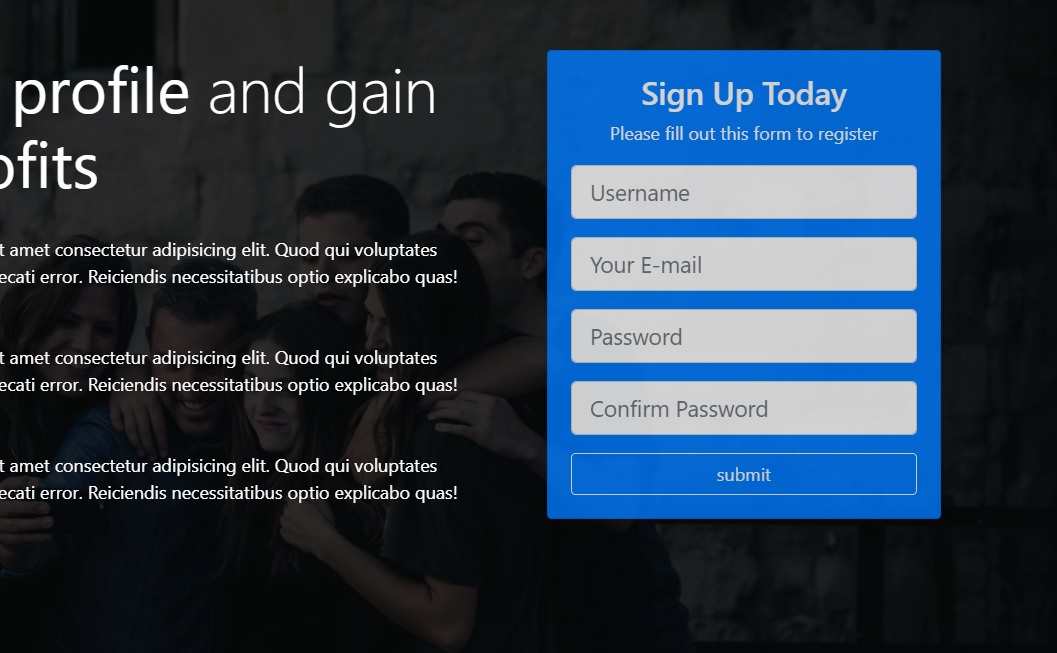 profile and gain
ofits
t amet consectetur adipisicing elit. Quod qui voluptates
ecati error. Reiciendis necessitatibus optio explicabo quas!
t amet consectetur adipisicing elit. Quod qui voluptates
ecati error. Reiciendis necessitatibus optio explicabo quas!
t amet consectetur adipisicing elit. Quod qui voluptates
ecati error. Reiciendis necessitatibus optio explicabo quas!
Sign Up Today
Please fill out this form to register
Username
Your E-mail
Password
Confirm Password
submit